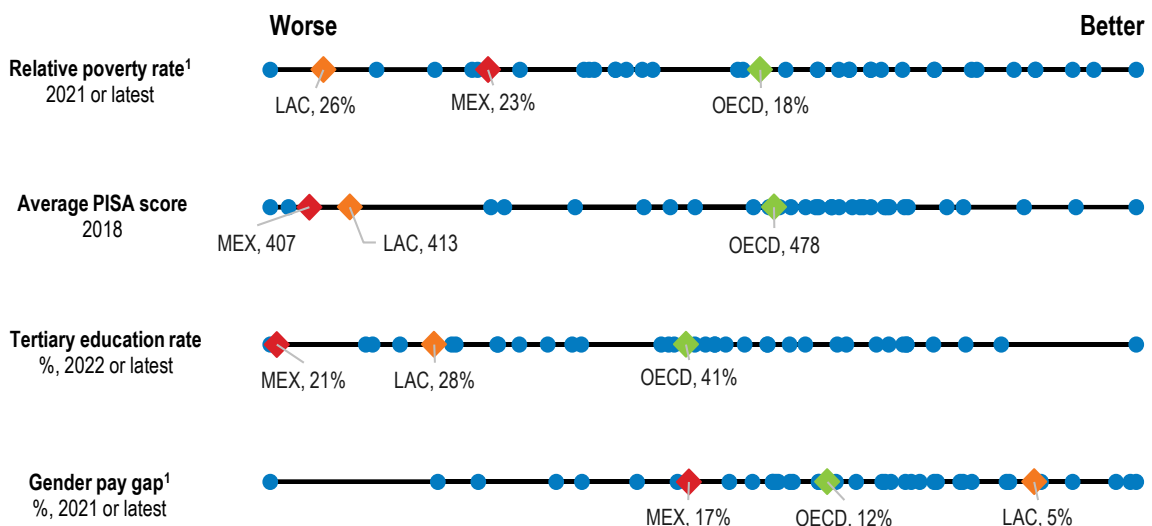 Worse
Better
Relative poverty rate¹
2021 or latest
LAC, 26%
MEX, 23%
OECD, 18%
Average PISA score
2018
MEX, 407
LAC, 413
OECD, 478
Tertiary education rate
%, 2022 or latest
MEX, 21%
LAC, 28%
OECD, 41%
Gender pay gap¹
%, 2021 or latest
MEX, 17%
OECD, 12%
LAC, 5%